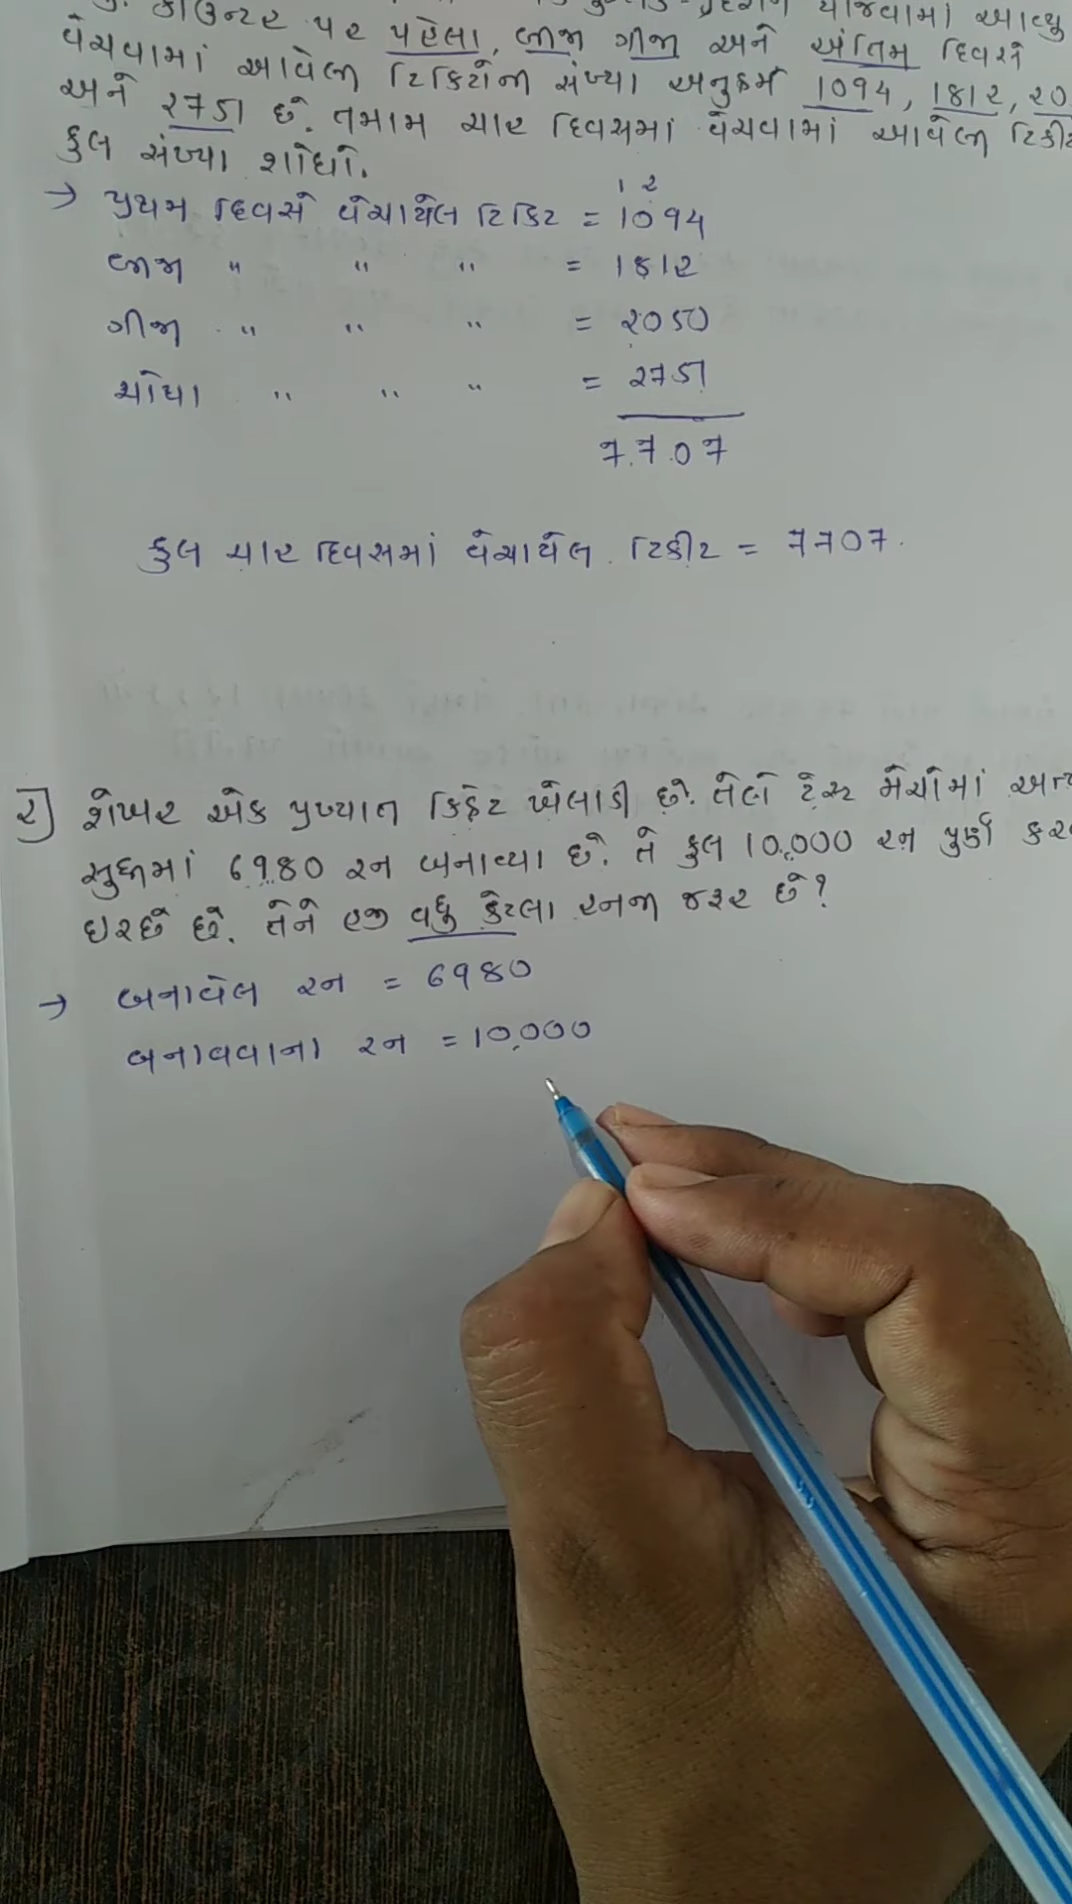 કાઉન્ટર પર પહેલા, બીજા ત્રીજા અને અંતિમ દિવસે
વેચવામાં આવેલી ટિકિટોની સંખ્યા અનુક્રમે 1094, 1812, 20
અને 2751 છે. તમામ ચાર દિવસમાં વેચવામાં આવેલી ટિકીટ
કુલ સંખ્યા શોધો.
1 2
→ પ્રથમ દિવસે વેચાયેલ ટિકિટ = 1094
બીજા " " " = 1812
ત્રીજા " " " = 2050
ચોથા " " " = 2751
7707
કુલ ચાર દિવસમાં વેચાયેલ ટિકીટ = 7707.
2] શેખર એક પ્રખ્યાત ક્રિકેટ ખેલાડી છે. તેણે ટેસ્ટ મેચોમાં અત્ય
સુધીમાં 6980 રન બનાવ્યા છે. તે કુલ 10,000 રન પુર્ણ કર
ઇચ્છે છે. તેને હજી વધુ કેટલા રનની જરૂર છે?
→ બનાવેલ રન = 6980
બનાવવાના રન = 10,000